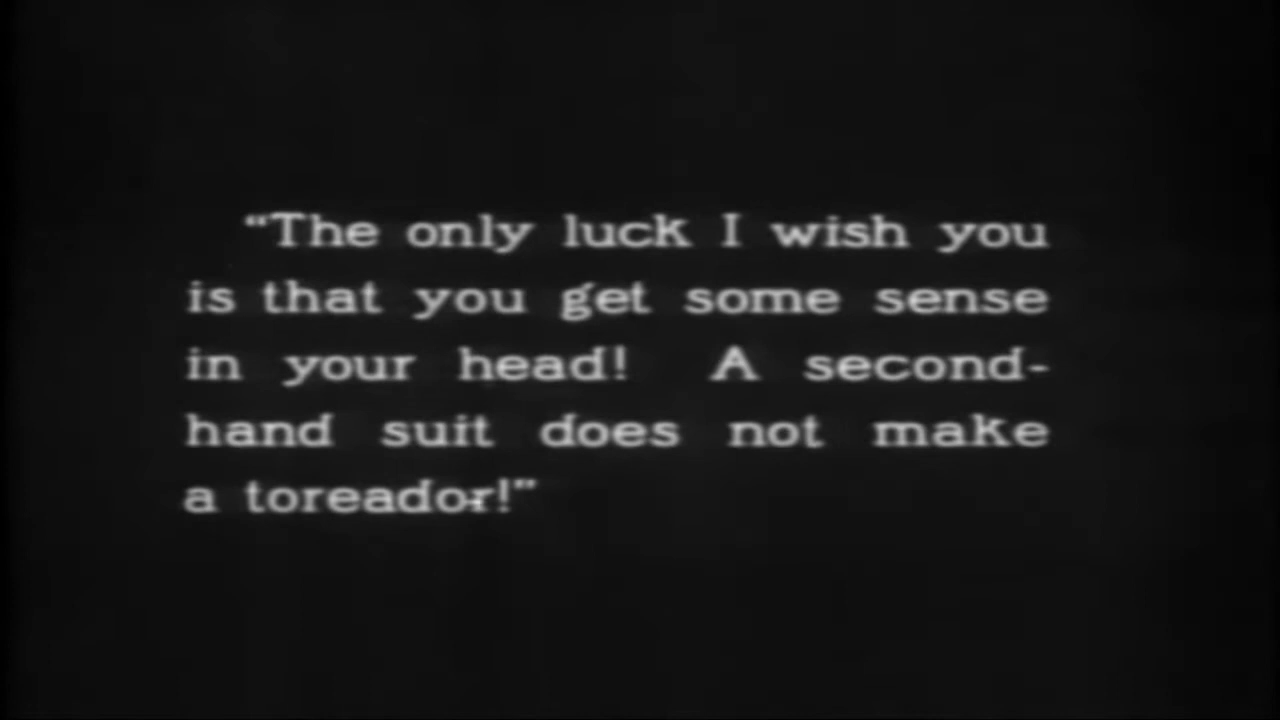 “The only luck I wish you
is that you get some sense
in your head! A second-
hand suit does not make
a toreador!”